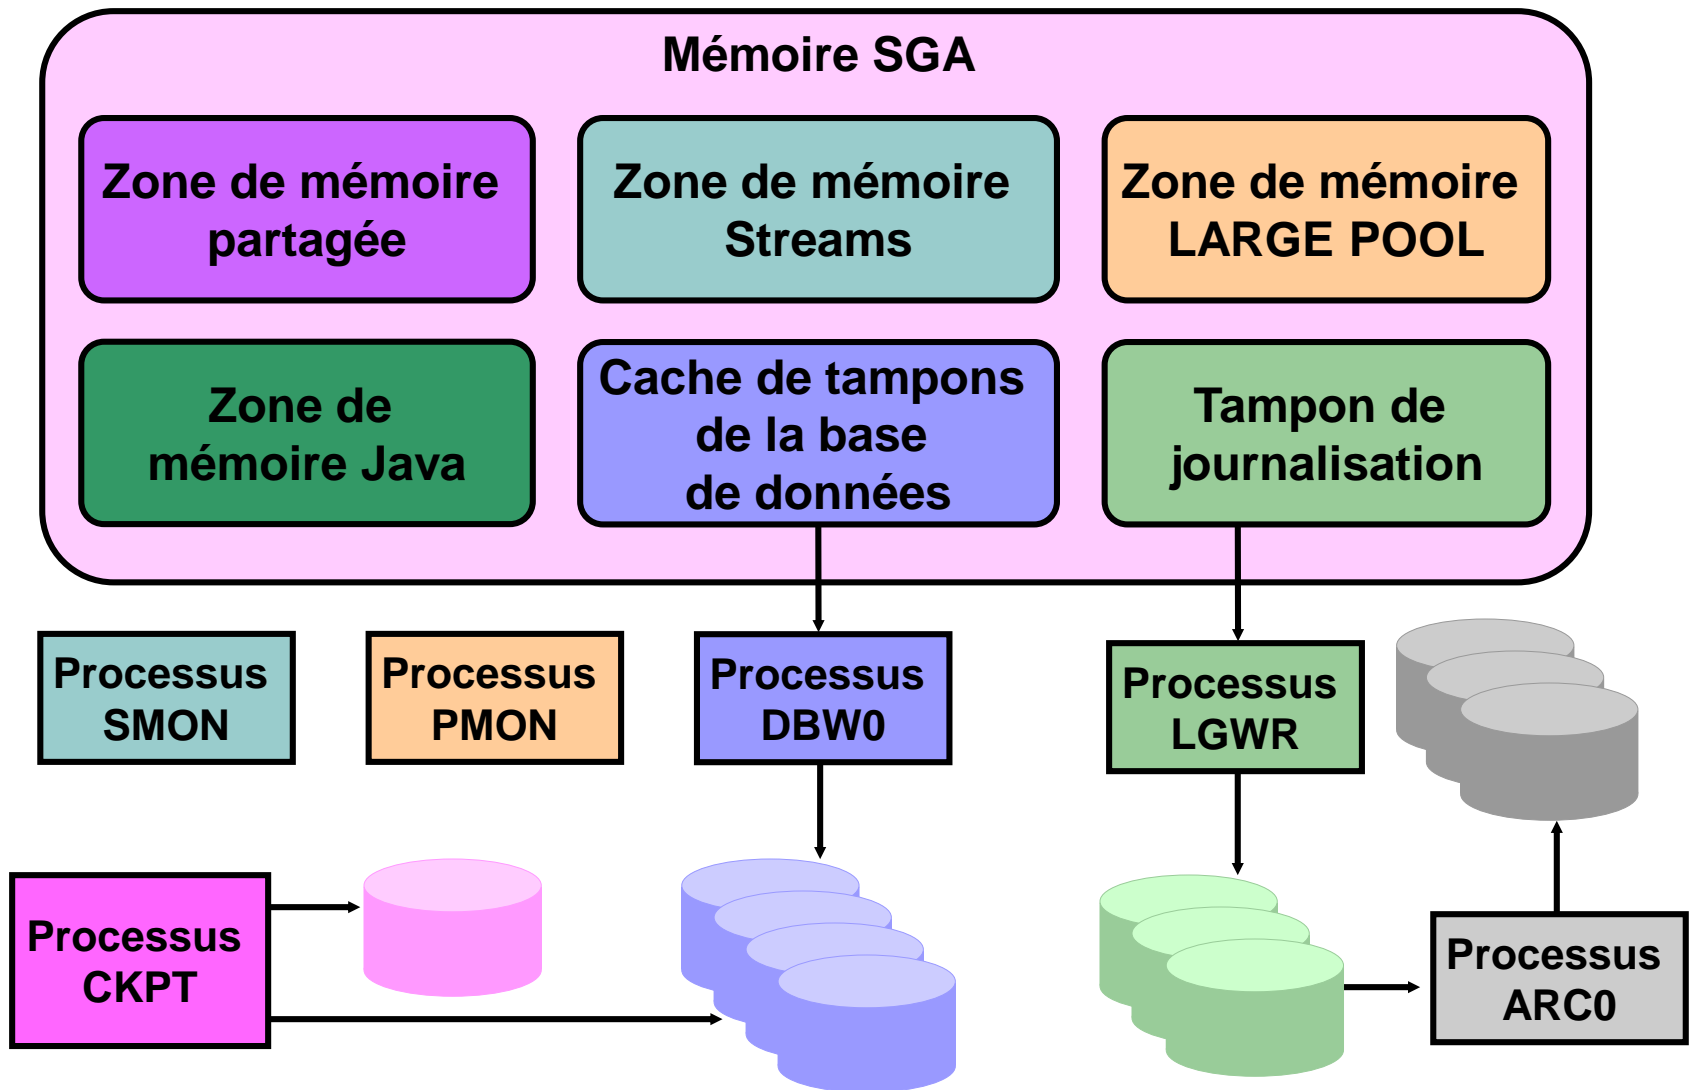 Mémoire SGA
Zone de mémoire
partagée
Zone de mémoire
Streams
Zone de mémoire
LARGE POOL
Zone de
mémoire Java
Cache de tampons
de la base
de données
Tampon de
journalisation
Processus
SMON
Processus
PMON
Processus
DBW0
Processus
LGWR
Processus
CKPT
Processus
ARC0